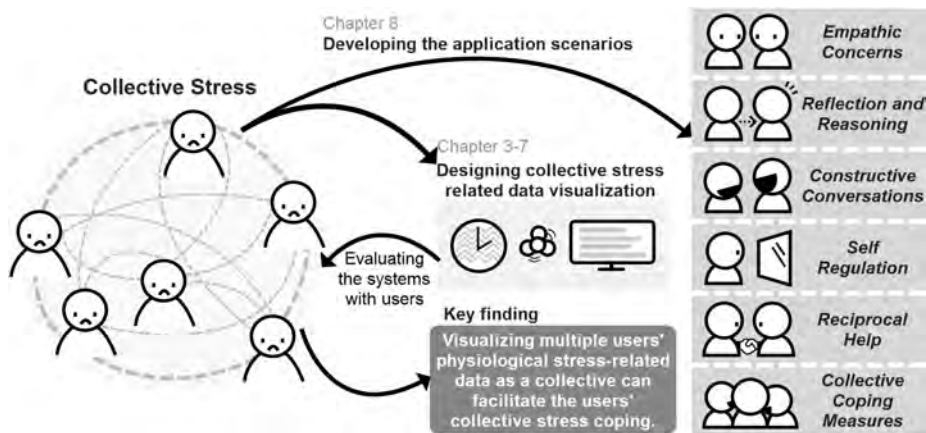 Chapter 8
Developing the application scenarios
Collective Stress
Chapter 3-7
Designing collective stress
related data visualization
Evaluating
the systems
with users
Key finding
Visualizing multiple users'
physiological stress-related
data as a collective can
facilitate the users'
collective stress coping.
Empathic
Concerns
Reflection and
Reasoning
Constructive
Conversations
Self
Regulation
Reciprocal
Help
Collective
Coping
Measures